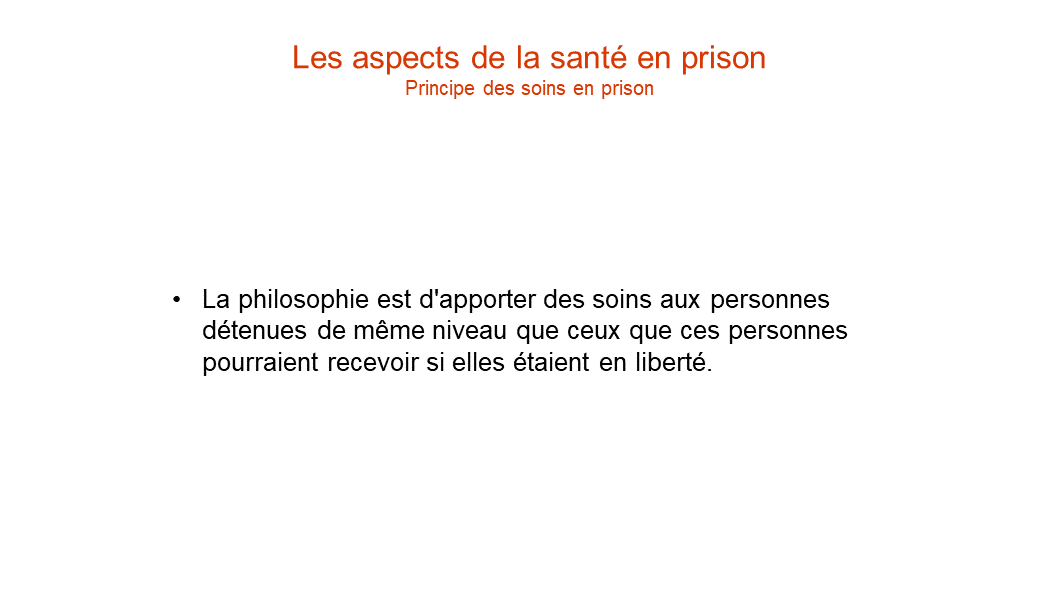 Les aspects de la santé en prison
Principe des soins en prison
• La philosophie est d'apporter des soins aux personnes
détenues de même niveau que ceux que ces personnes
pourraient recevoir si elles étaient en liberté.